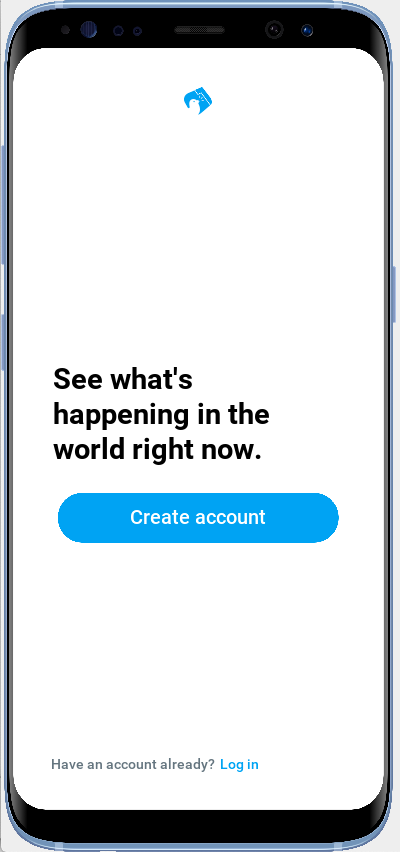 See what's
happening in the
world right now.
Create account
Have an account already? Log in